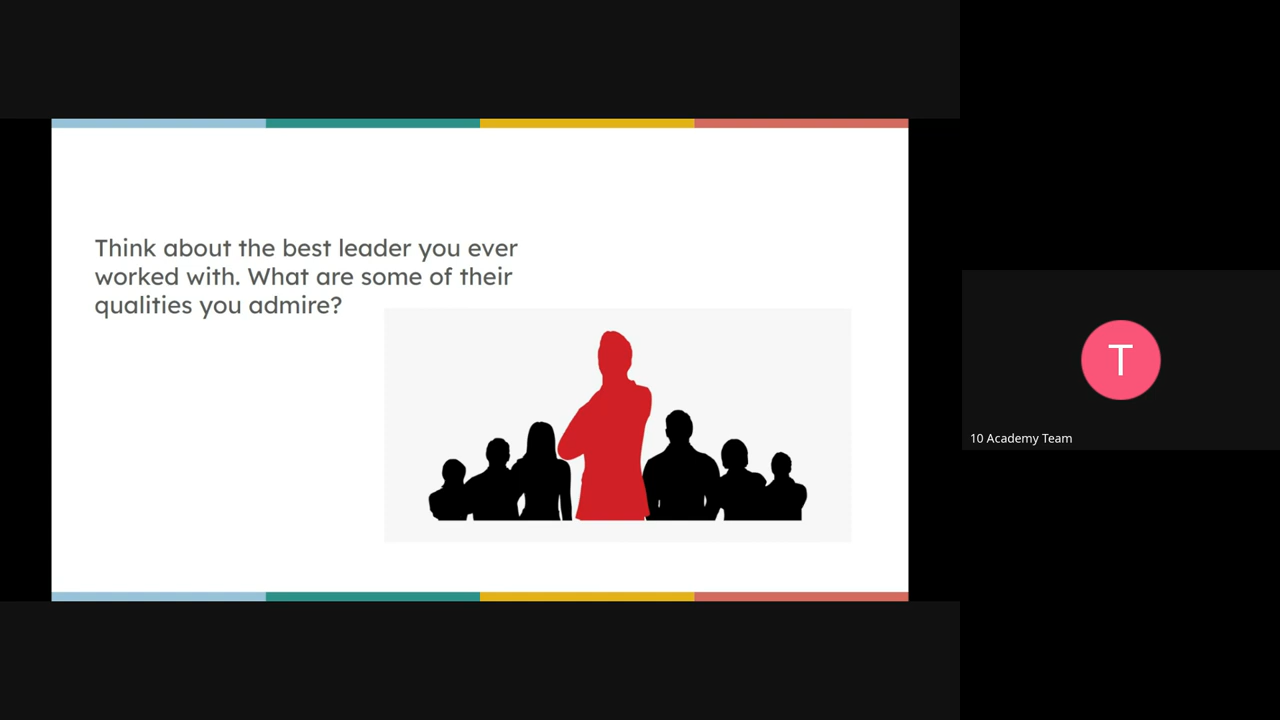 Think about the best leader you ever
worked with. What are some of their
qualities you admire?
T
10 Academy Team